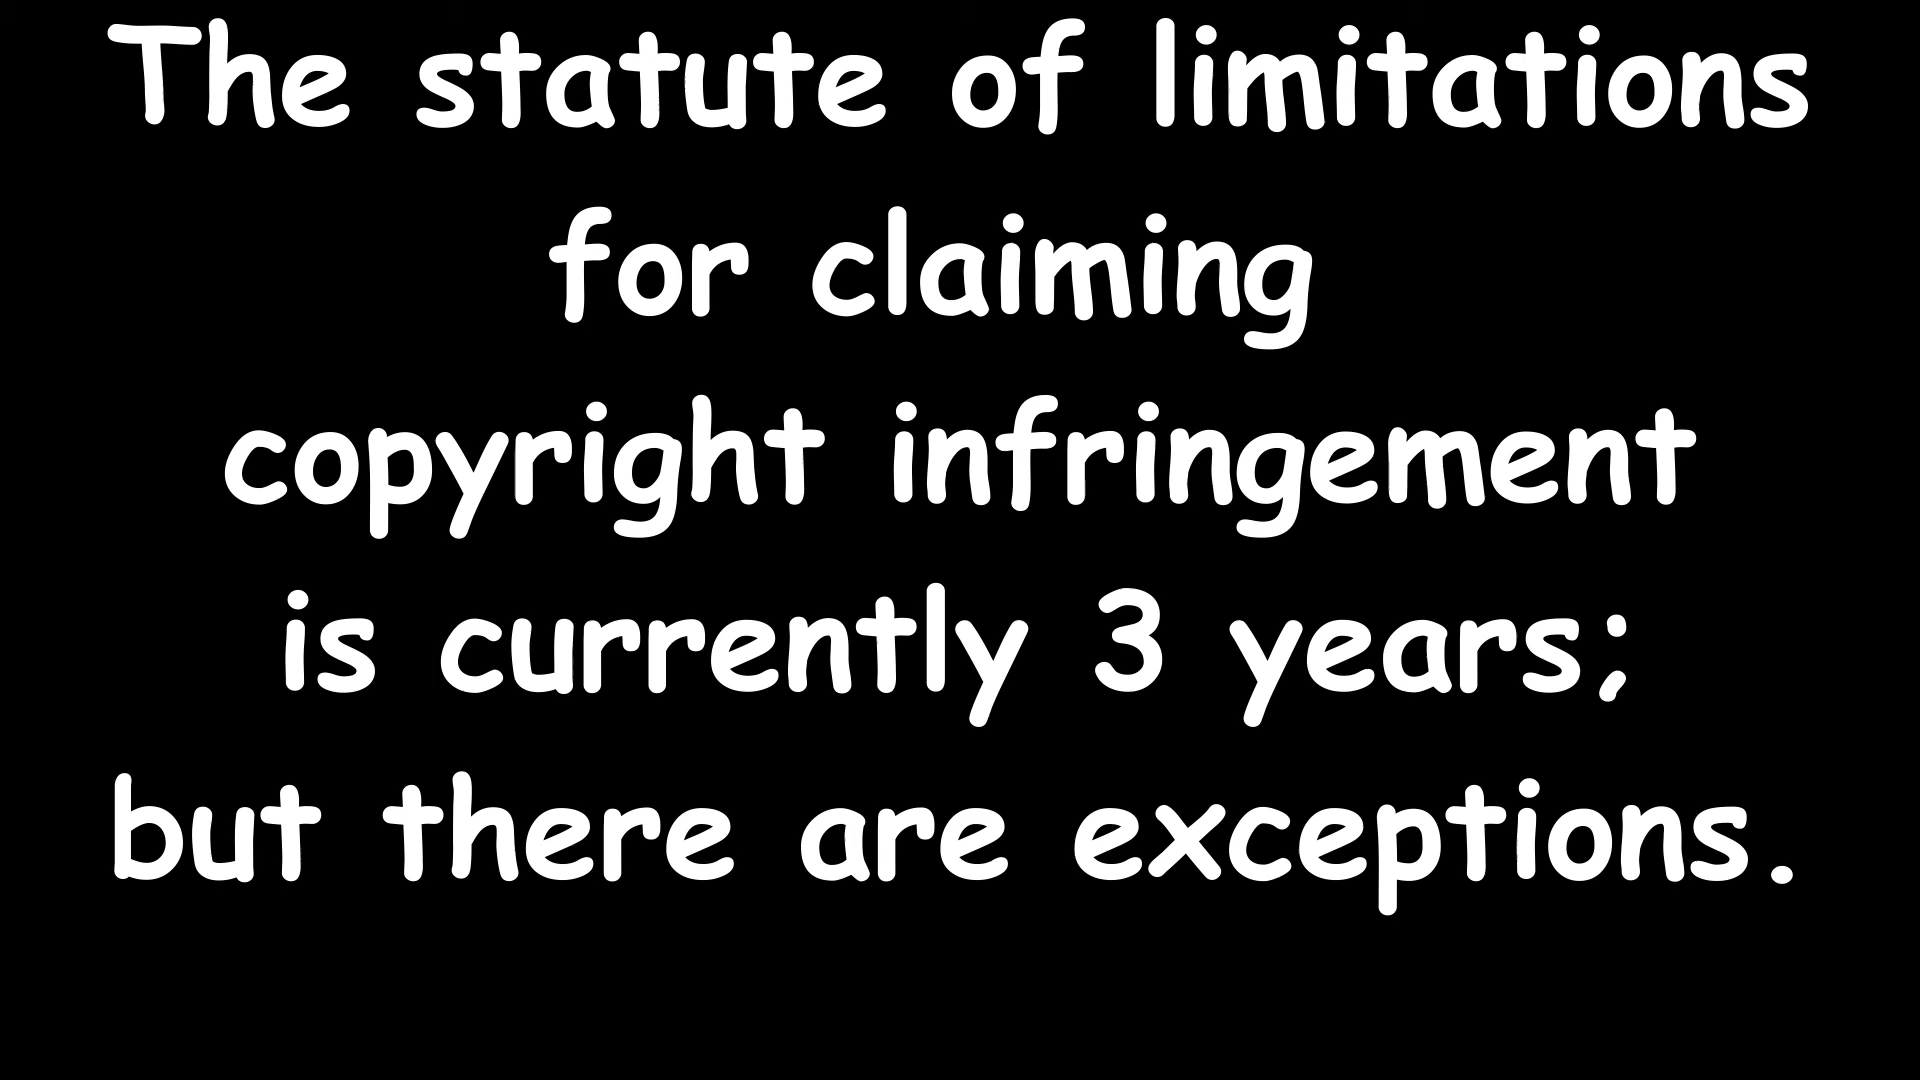 The statute of limitations
for claiming
copyright infringement
is currently 3 years;
but there are exceptions.